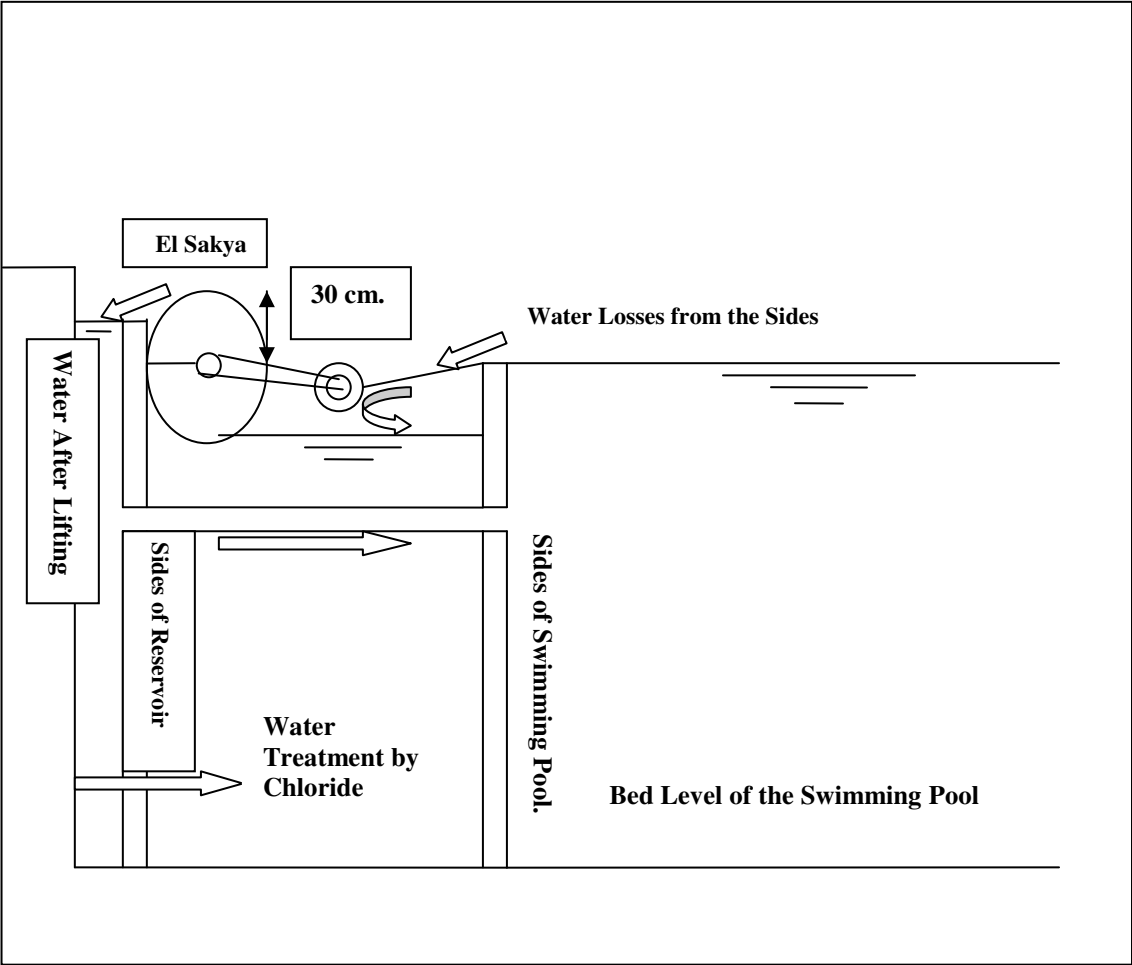 El Sakya
30 cm.
Water Losses from the Sides
Water After Lifting
Sides of Reservoir
Sides of Swimming Pool.
Water
Treatment by
Chloride
Bed Level of the Swimming Pool